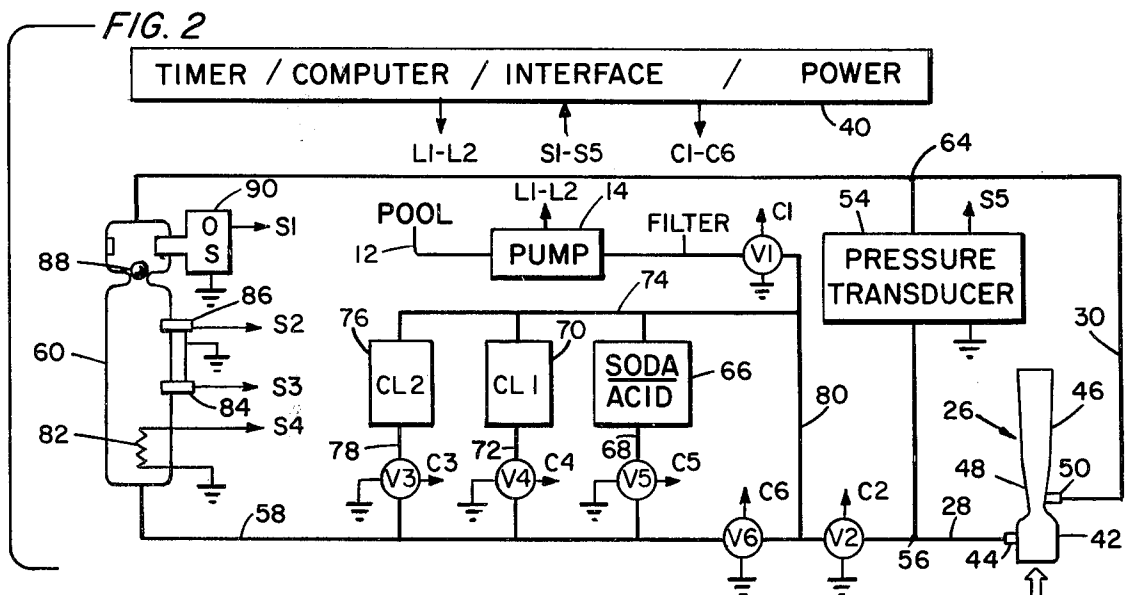 FIG. 2
TIMER / COMPUTER / INTERFACE / POWER
40
L1-L2
S1-S5
C1-C6
64
90
O
S
S1
POOL
12
L1-L2
14
PUMP
FILTER
C1
V1
54
S5
PRESSURE
TRANSDUCER
88
86
S2
60
S3
84
82
S4
74
76
CL2
70
CL1
SODA
ACID
66
80
30
26
46
48
50
78
72
68
V3
C3
V4
C4
V5
C5
58
C6
V6
C2
V2
56
28
44
42